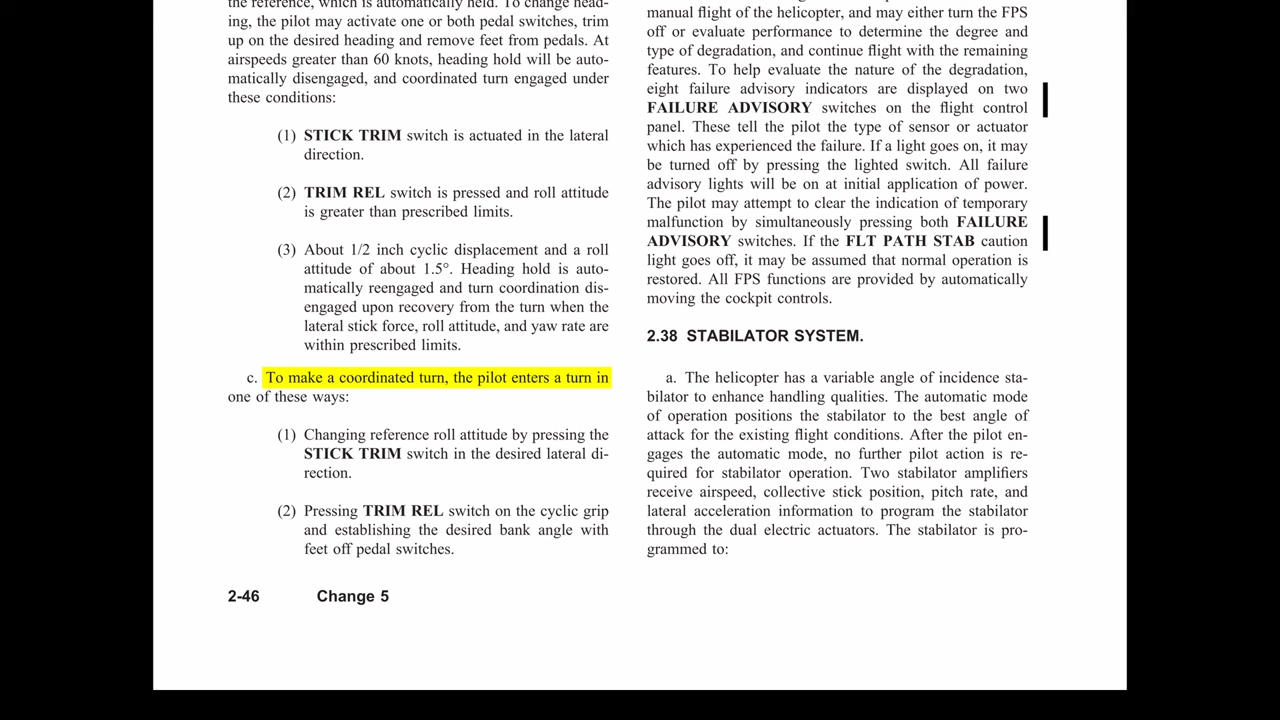 the reference, which is automatically held. To change head-
ing, the pilot may activate one or both pedal switches, trim
up on the desired heading and remove feet from pedals. At
airspeeds greater than 60 knots, heading hold will be auto-
matically disengaged, and coordinated turn engaged under
these conditions:
(1) STICK TRIM switch is actuated in the lateral
direction.
(2) TRIM REL switch is pressed and roll attitude
is greater than prescribed limits.
(3) About 1/2 inch cyclic displacement and a roll
attitude of about 1.5°. Heading hold is auto-
matically reengaged and turn coordination dis-
engaged upon recovery from the turn when the
lateral stick force, roll attitude, and yaw rate are
within prescribed limits.
c. To make a coordinated turn, the pilot enters a turn in
one of these ways:
(1) Changing reference roll attitude by pressing the
STICK TRIM switch in the desired lateral di-
rection.
(2) Pressing TRIM REL switch on the cyclic grip
and establishing the desired bank angle with
feet off pedal switches.
manual flight of the helicopter, and may either turn the FPS
off or evaluate performance to determine the degree and
type of degradation, and continue flight with the remaining
features. To help evaluate the nature of the degradation,
eight failure advisory indicators are displayed on two
FAILURE ADVISORY switches on the flight control
panel. These tell the pilot the type of sensor or actuator
which has experienced the failure. If a light goes on, it may
be turned off by pressing the lighted switch. All failure
advisory lights will be on at initial application of power.
The pilot may attempt to clear the indication of temporary
malfunction by simultaneously pressing both FAILURE
ADVISORY switches. If the FLT PATH STAB caution
light goes off, it may be assumed that normal operation is
restored. All FPS functions are provided by automatically
moving the cockpit controls.
2.38 STABILATOR SYSTEM.
a. The helicopter has a variable angle of incidence sta-
bilator to enhance handling qualities. The automatic mode
of operation positions the stabilator to the best angle of
attack for the existing flight conditions. After the pilot en-
gages the automatic mode, no further pilot action is re-
quired for stabilator operation. Two stabilator amplifiers
receive airspeed, collective stick position, pitch rate, and
lateral acceleration information to program the stabilator
through the dual electric actuators. The stabilator is pro-
grammed to:
2-46 Change 5